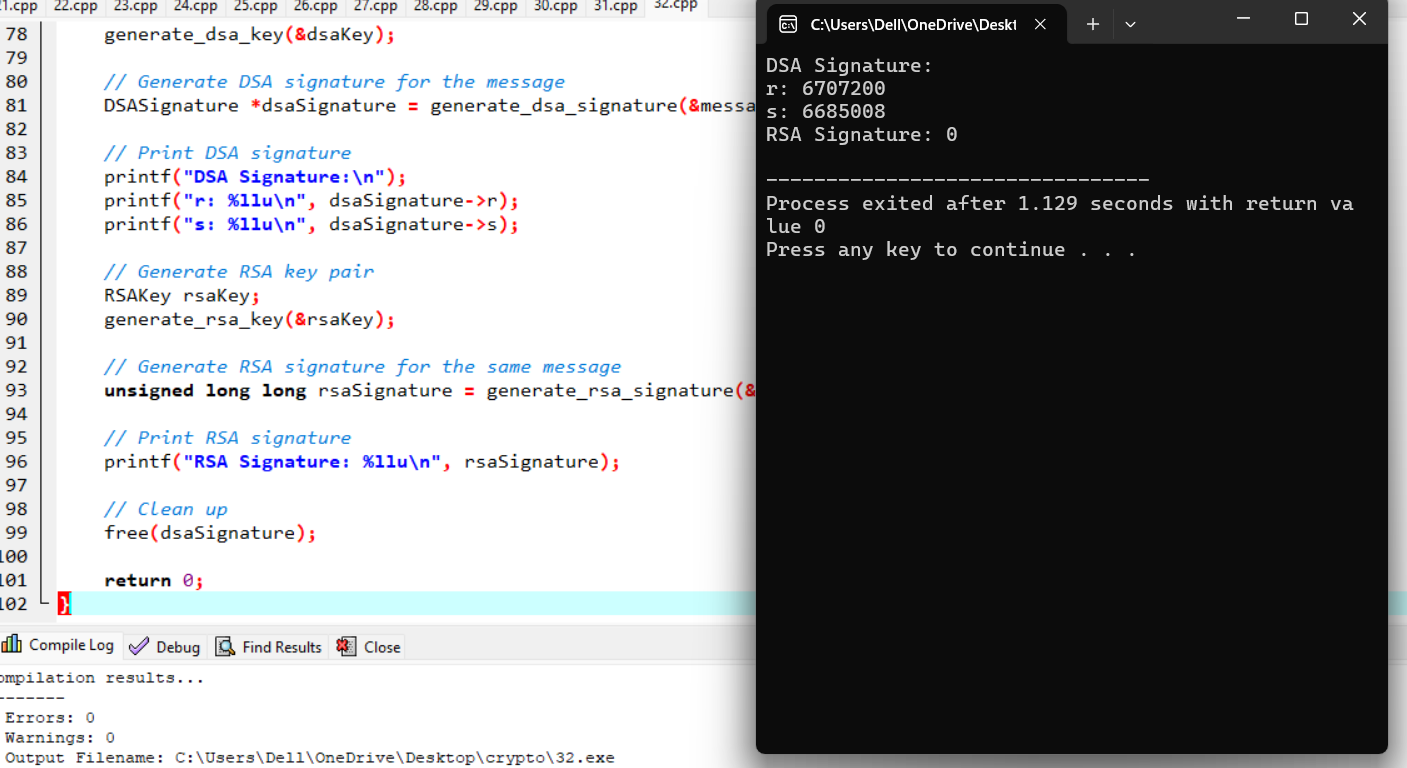 1.cpp 22.cpp 23.cpp 24.cpp 25.cpp 26.cpp 27.cpp 28.cpp 29.cpp 30.cpp 31.cpp 32.cpp
78 generate_dsa_key(&dsaKey);
79
80 // Generate DSA signature for the message
81 DSASignature *dsaSignature = generate_dsa_signature(&messa
82
83 // Print DSA signature
84 printf("DSA Signature:\n");
85 printf("r: %llu\n", dsaSignature->r);
86 printf("s: %llu\n", dsaSignature->s);
87
88 // Generate RSA key pair
89 RSAKey rsaKey;
90 generate_rsa_key(&rsaKey);
91
92 // Generate RSA signature for the same message
93 unsigned long long rsaSignature = generate_rsa_signature(&
94
95 // Print RSA signature
96 printf("RSA Signature: %llu\n", rsaSignature);
97
98 // Clean up
99 free(dsaSignature);
100
101 return 0;
102 }
Compile Log Debug Find Results Close
ompilation results...
-------
Errors: 0
Warnings: 0
Output Filename: C:\Users\Dell\OneDrive\Desktop\crypto\32.exe
C:\Users\Dell\OneDrive\Deskt
DSA Signature:
r: 6707200
s: 6685008
RSA Signature: 0
--------------------------------
Process exited after 1.129 seconds with return va
lue 0
Press any key to continue . . .